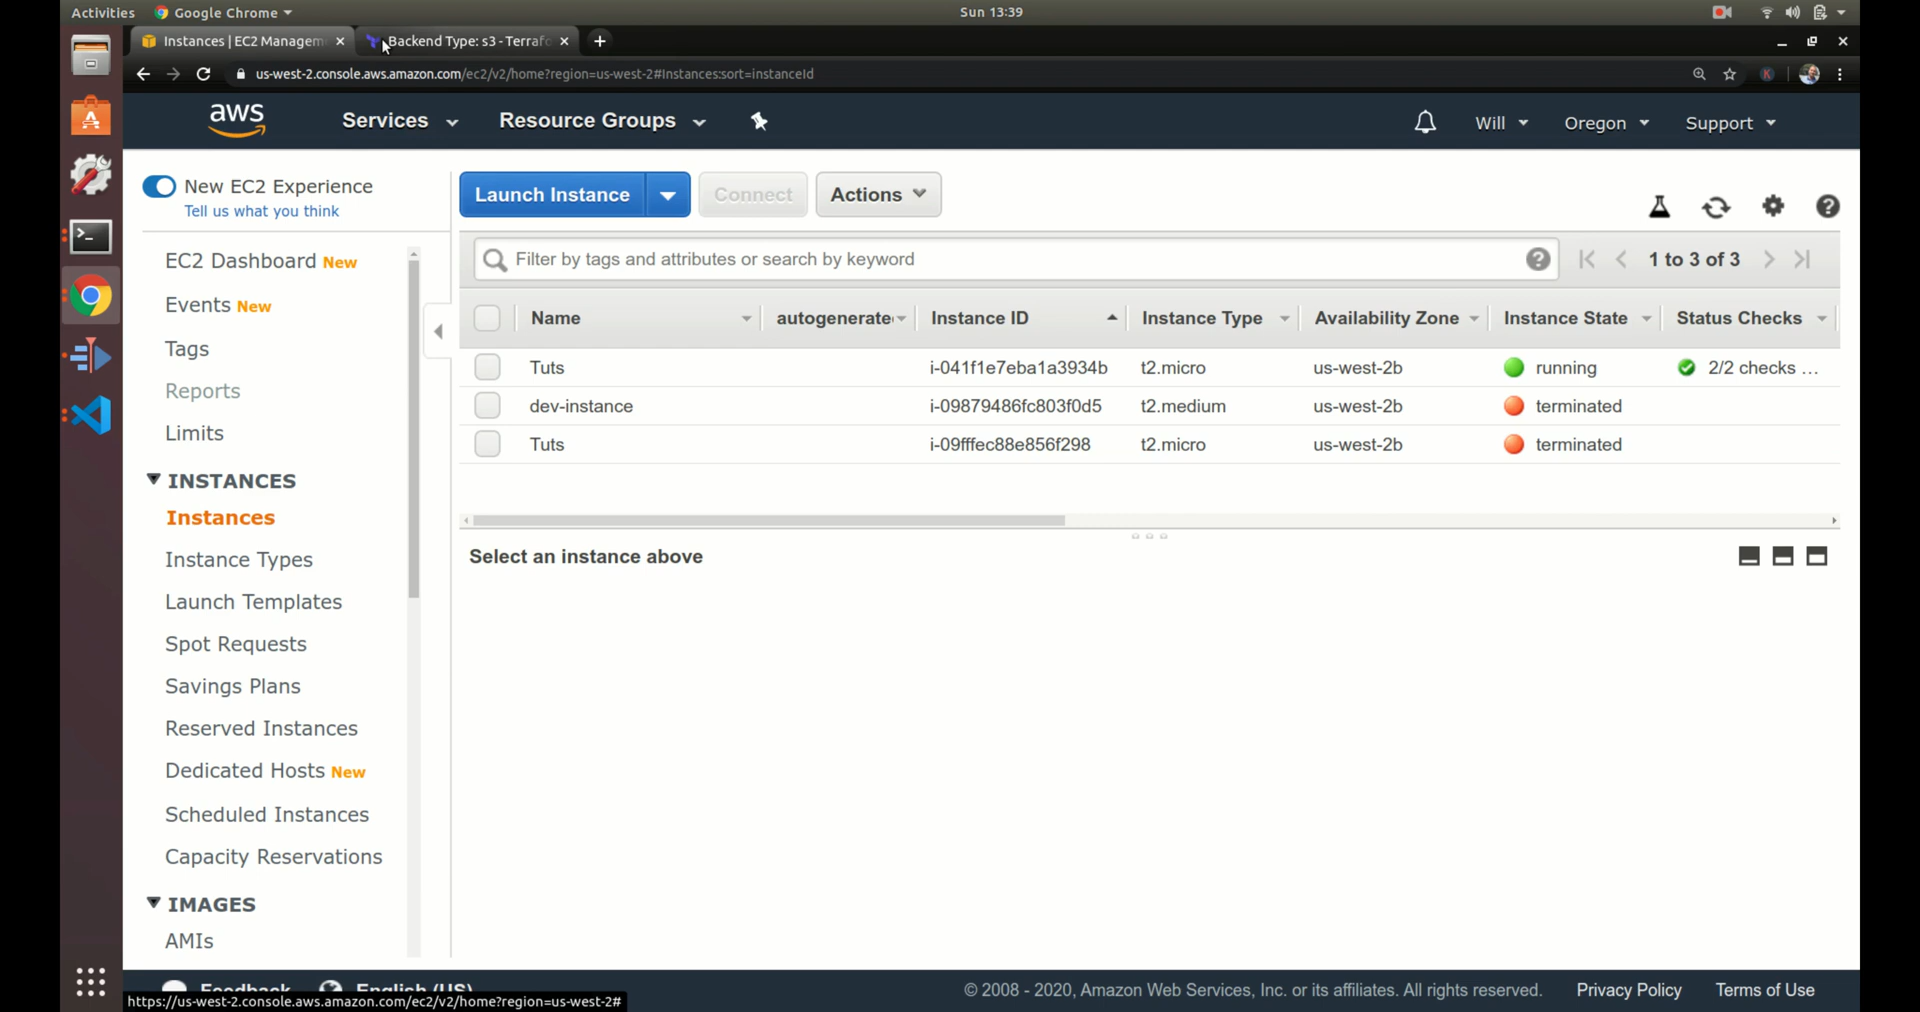 Activities Google Chrome Sun 13:39
Instances | EC2 Managem Backend Type: s3 - Terrafo
us-west-2.console.aws.amazon.com/ec2/v2/home?region=us-west-2#Instances:sort=instanceId
aws Services Resource Groups Will Oregon Support
New EC2 Experience
Tell us what you think
EC2 Dashboard New
Events New
Tags
Reports
Limits
INSTANCES
Instances
Instance Types
Launch Templates
Spot Requests
Savings Plans
Reserved Instances
Dedicated Hosts New
Scheduled Instances
Capacity Reservations
IMAGES
AMIs
Launch Instance Connect Actions
Filter by tags and attributes or search by keyword 1 to 3 of 3
Name autogenerate Instance ID Instance Type Availability Zone Instance State Status Checks
Tuts i-041f1e7eba1a3934b t2.micro us-west-2b running 2/2 checks ...
dev-instance i-09879486fc803f0d5 t2.medium us-west-2b terminated
Tuts i-09fffec88e856f298 t2.micro us-west-2b terminated
Select an instance above
Feedback English (US) © 2008 - 2020, Amazon Web Services, Inc. or its affiliates. All rights reserved. Privacy Policy Terms of Use
https://us-west-2.console.aws.amazon.com/ec2/v2/home?region=us-west-2#